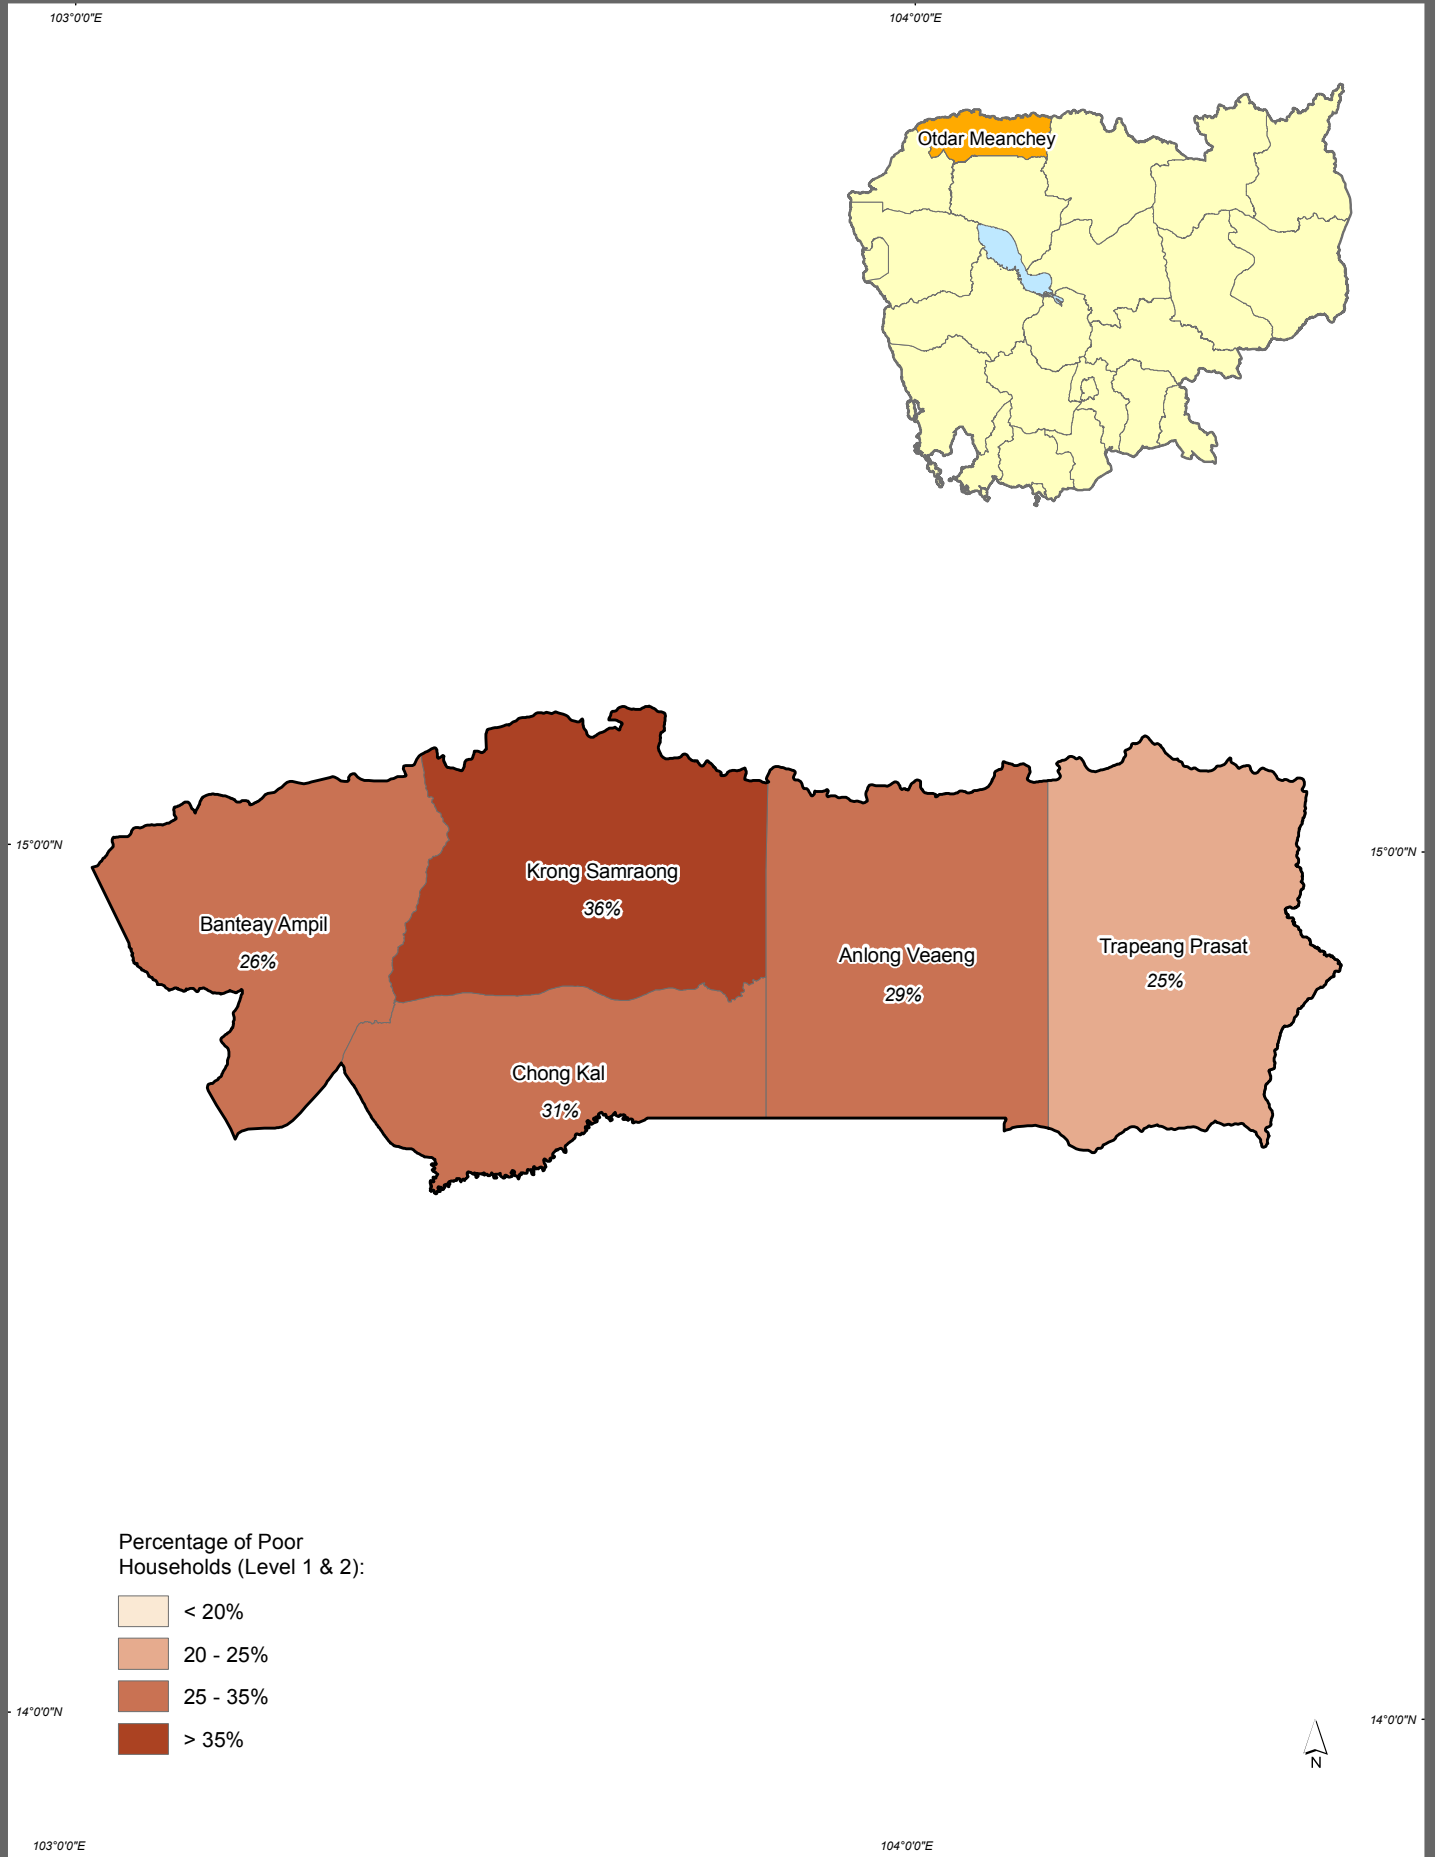 103°0'0"E
104°0'0"E
Otdar Meanchey
15°0'0"N
15°0'0"N
Krong Samraong
36%
Banteay Ampil
26%
Anlong Veaeng
29%
Trapeang Prasat
25%
Chong Kal
31%
Percentage of Poor
Households (Level 1 & 2):
< 20%
20 - 25%
25 - 35%
> 35%
14°0'0"N
14°0'0"N
N
103°0'0"E
104°0'0"E